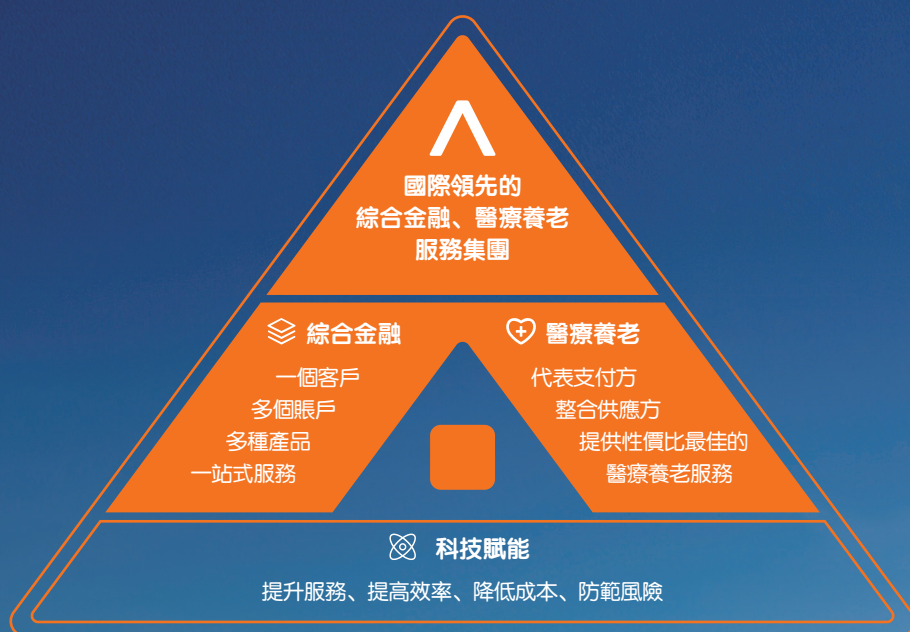 國際領先的
綜合金融、醫療養老
服務集團
綜合金融
一個客戶
多個賬戶
多種產品
一站式服務
醫療養老
代表支付方
整合供應方
提供性價比最佳的
醫療養老服務
科技賦能
提升服務、提高效率、降低成本、防範風險